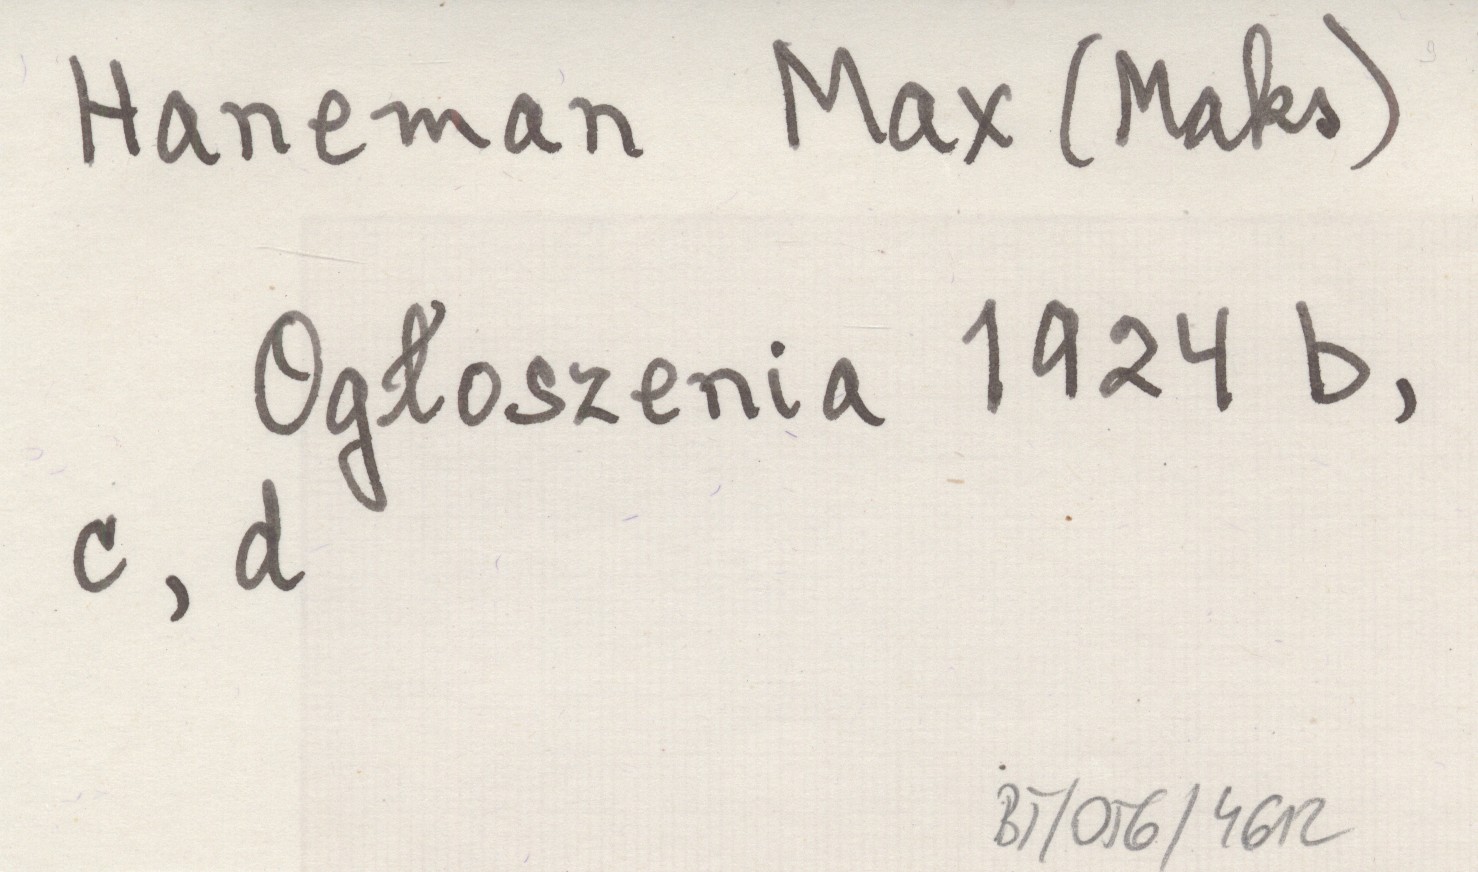 Haneman Max (Maks)
Ogłoszenia 1924 b,
c, d
BT/056/4612